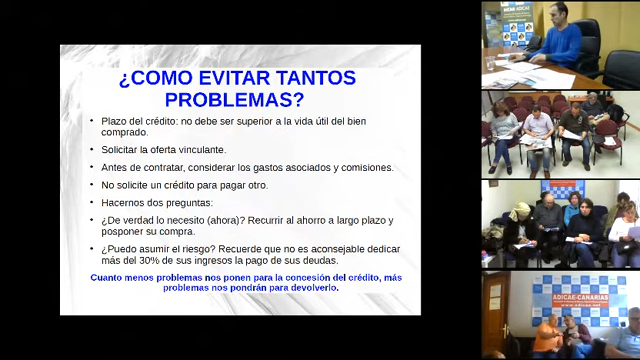 ¿COMO EVITAR TANTOS
PROBLEMAS?
• Plazo del crédito: no debe ser superior a la vida útil del bien
comprado.
• Solicitar la oferta vinculante.
• Antes de contratar, considerar los gastos asociados y comisiones.
• No solicite un crédito para pagar otro.
• Hacernos dos preguntas:
• ¿De verdad lo necesito (ahora)? Recurrir al ahorro a largo plazo y
posponer su compra.
• ¿Puedo asumir el riesgo? Recuerde que no es aconsejable dedicar
más del 30% de sus ingresos la pago de sus deudas.
Cuanto menos problemas nos ponen para la concesión del crédito, más
problemas nos pondrán para devolverlo.
ADICAE
ADICAE-CANARIAS
www.adicae.net